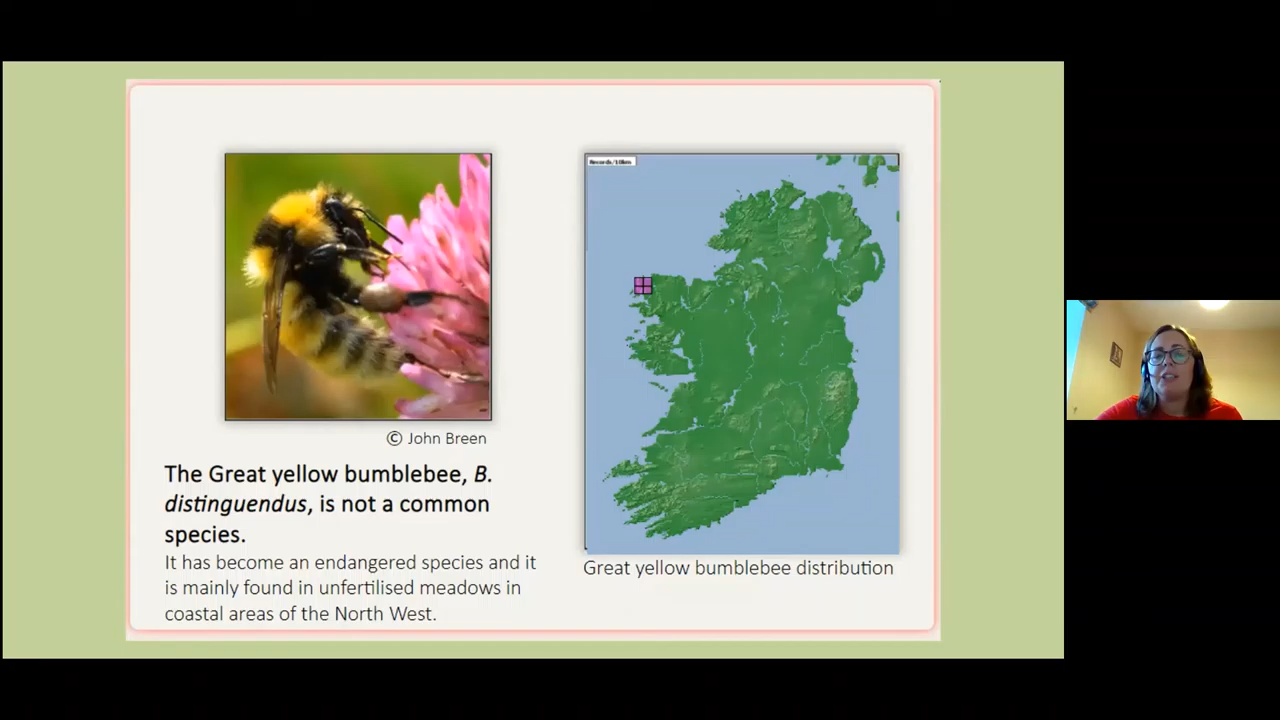 Records/10km
© John Breen
The Great yellow bumblebee, B.
distinguendus, is not a common
species.
It has become an endangered species and it
is mainly found in unfertilised meadows in
coastal areas of the North West.
Great yellow bumblebee distribution